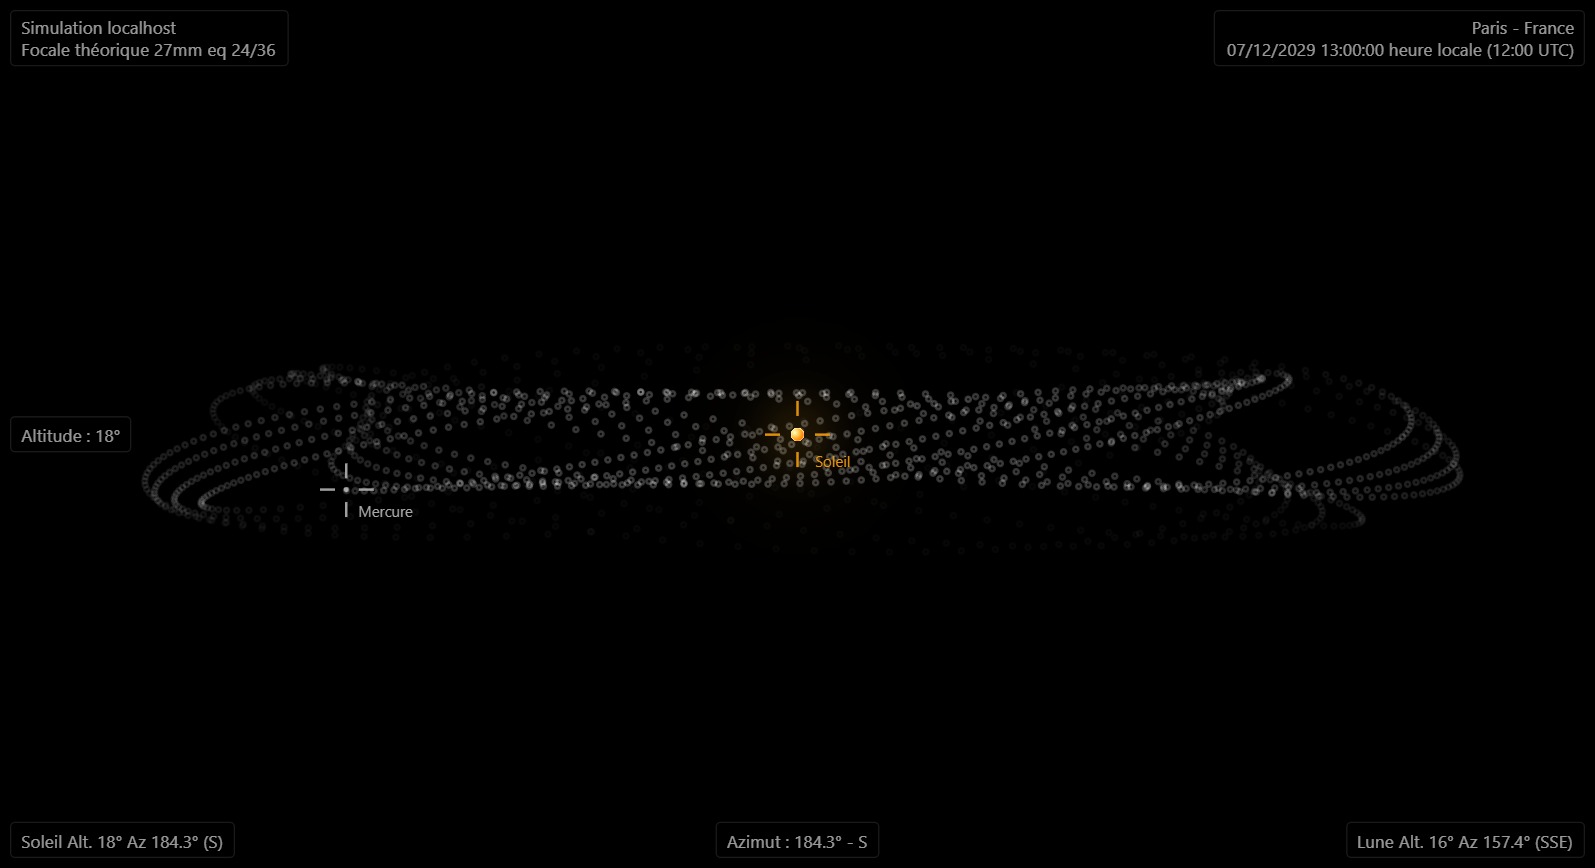 Simulation localhost
Focale théorique 27mm eq 24/36
Paris - France
07/12/2029 13:00:00 heure locale (12:00 UTC)
Altitude : 18°
Soleil
Mercure
Soleil Alt. 18° Az 184.3° (S)
Azimut : 184.3° - S
Lune Alt. 16° Az 157.4° (SSE)